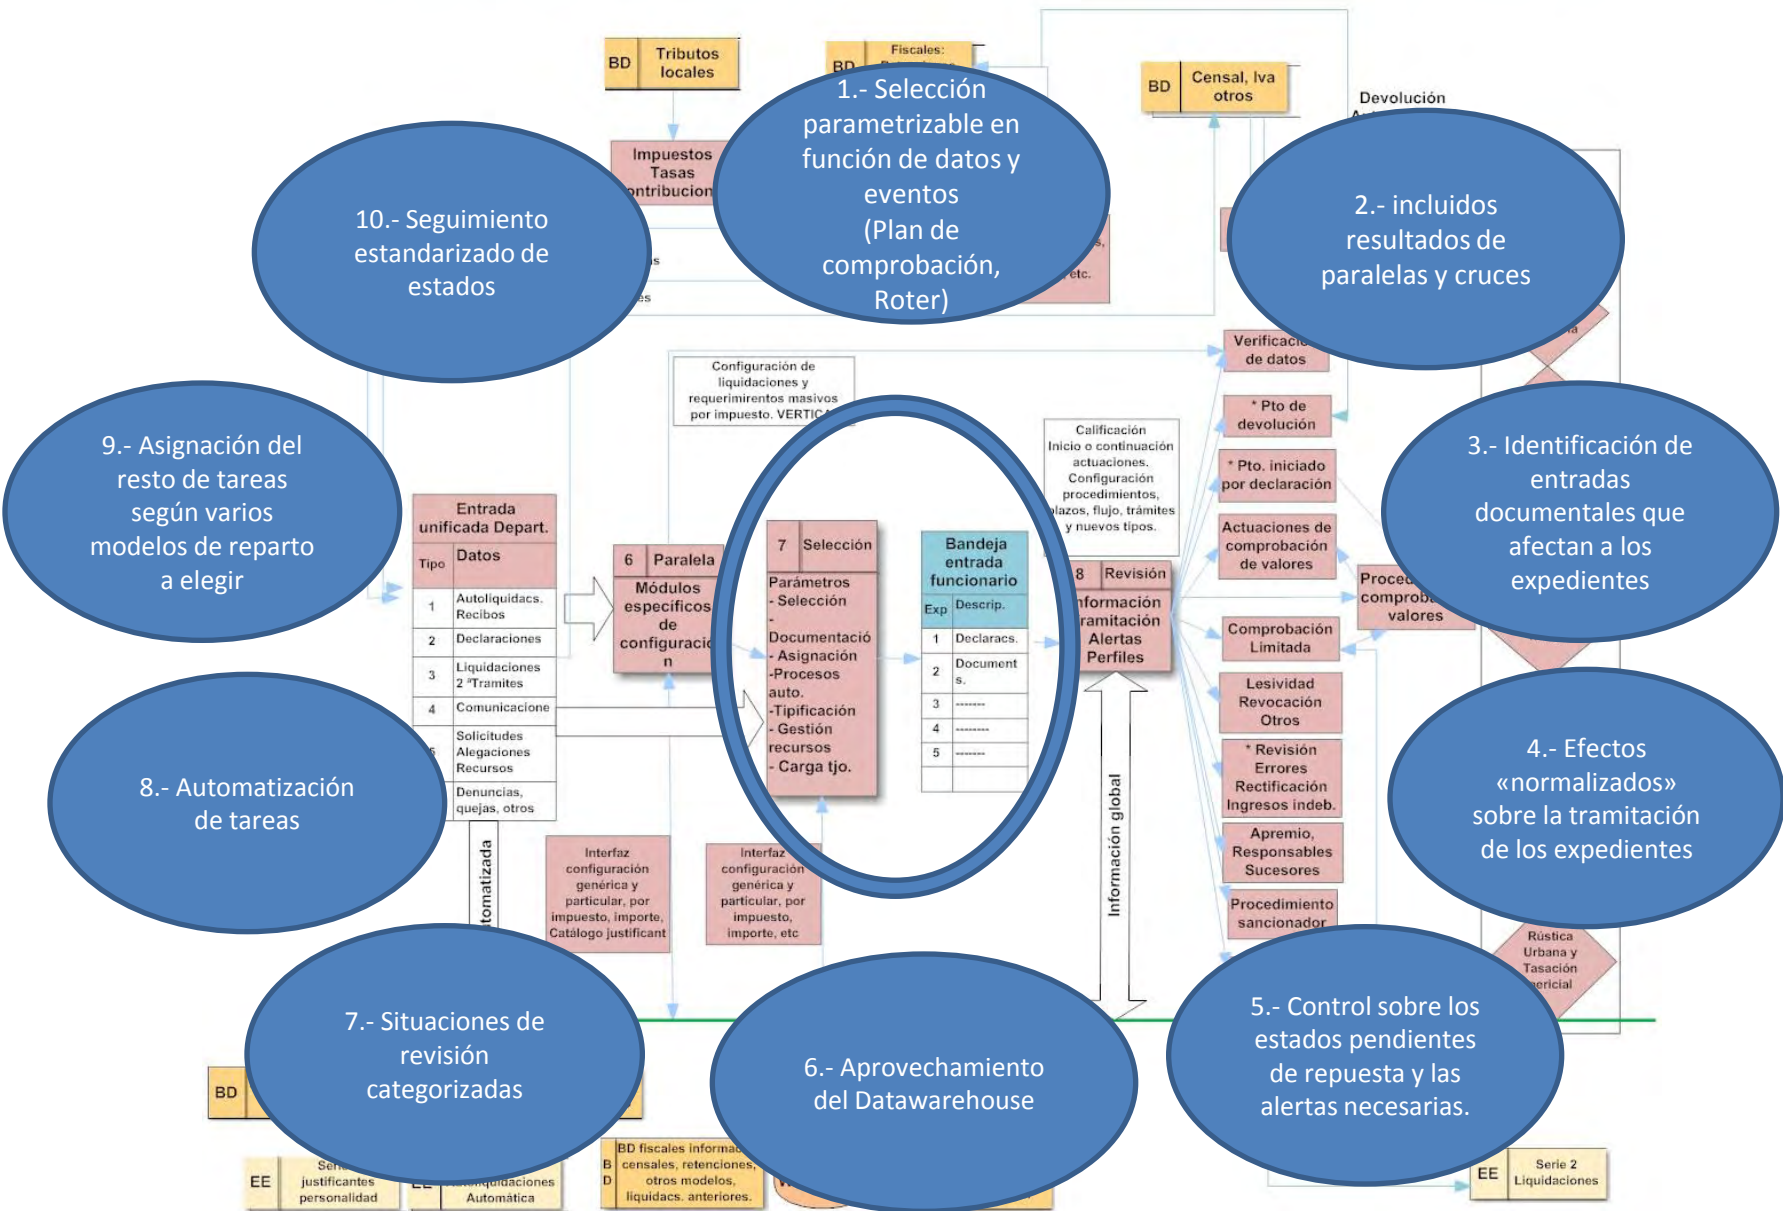 BD
Tributos
locales
BD
Fiscales:
BD
Censal, Iva
otros
Devolución
Impuestos
Tasas
1.- Selección
parametrizable en
función de datos y
eventos
(Plan de
comprobación,
Roter)
etc.
2.- incluidos
resultados de
paralelas y cruces
10.- Seguimiento
estandarizado de
estados
Configuración de
liquidaciones y
requerimirentos masivos
por impuesto.
9.- Asignación del
resto de tareas
según varios
modelos de reparto
a elegir
Entrada
unificada Depart.
Tipo
Datos
1
Autoliquidacs.
Recibos
2
Declaraciones
3
Liquidaciones
2 ªTramites
4
Comunicacione
Solicitudes
Alegaciones
Recursos
Denuncias,
quejas, otros
6
Paralela
Módulos
específicos
de
configuració
n
7
Selección
Parámetros
- Selección
-
Documentació
- Asignación
-Procesos
auto.
-Tipificación
- Gestión
recursos
- Carga tjo.
Bandeja
entrada
funcionario
Exp
Descrip.
1
Declaracs.
2
Document
s.
3
-------
4
--------
5
-------
Calificación
Inicio o continuación
actuaciones.
Configuración
procedimientos,
plazos, flujo, trámites
y nuevos tipos.
8
Revisión
Información
Tramitación
Alertas
Perfiles
Verificación
de datos
* Pto de
devolución
* Pto. iniciado
por declaración
Actuaciones de
comprobación
de valores
Comprobación
Limitada
Lesividad
Revocación
Otros
* Revisión
Errores
Rectificación
Ingresos indeb.
Apremio,
Responsables
Sucesores
Procedimiento
sancionador
valores
3.- Identificación de
entradas
documentales que
afectan a los
expedientes
4.- Efectos
«normalizados»
sobre la tramitación
de los expedientes
8.- Automatización
de tareas
Interfaz
configuración
genérica y
particular, por
impuesto, importe,
Catálogo justificant
Interfaz
configuración
genérica y
particular, por
impuesto,
importe, etc
Información global
Rústica
Urbana y
Tasación
pericial
7.- Situaciones de
revisión
categorizadas
6.- Aprovechamiento
del Datawarehouse
5.- Control sobre los
estados pendientes
de repuesta y las
alertas necesarias.
BD
EE
justificantes
personalidad
EE
Autoliquidaciones
Automática
B
D
BD fiscales
censales, retenciones,
otros modelos,
liquidacs. anteriores.
EE
Serie 2
Liquidaciones